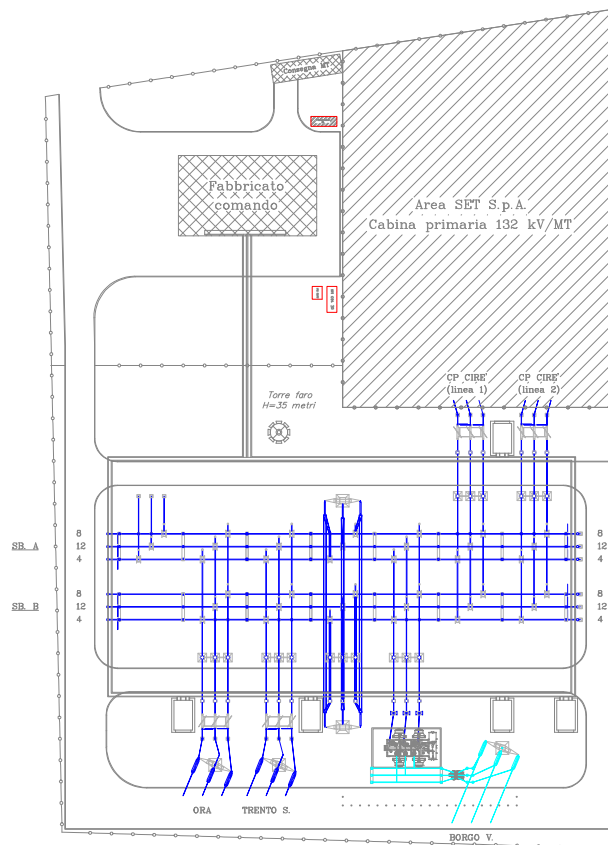 Consegna MT
Fabbricato
comando
Area SET S.p.A.
Cabina primaria 132 kV/MT
CP CIRE'
(linea 1)
CP CIRE'
(linea 2)
Torre faro
H=35 metri
SB. A
8
12
4
8
12
4
SB. B
8
12
4
8
12
4
ORA
TRENTO S.
BORGO V.